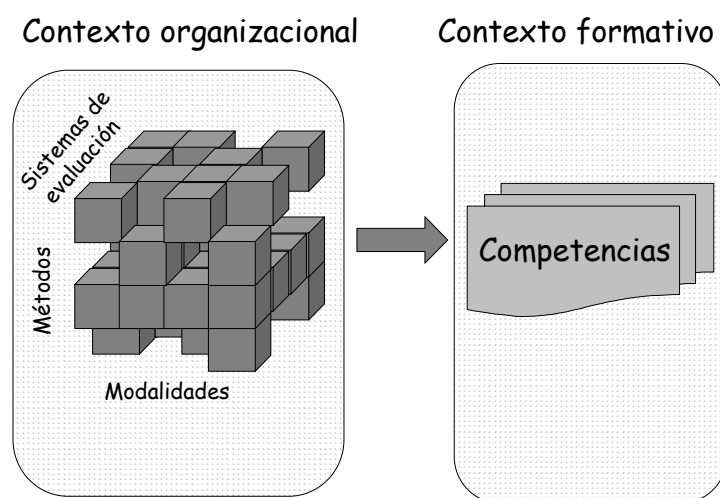 Contexto organizacional
Contexto formativo
Sistemas de
evaluación
Métodos
Modalidades
Competencias